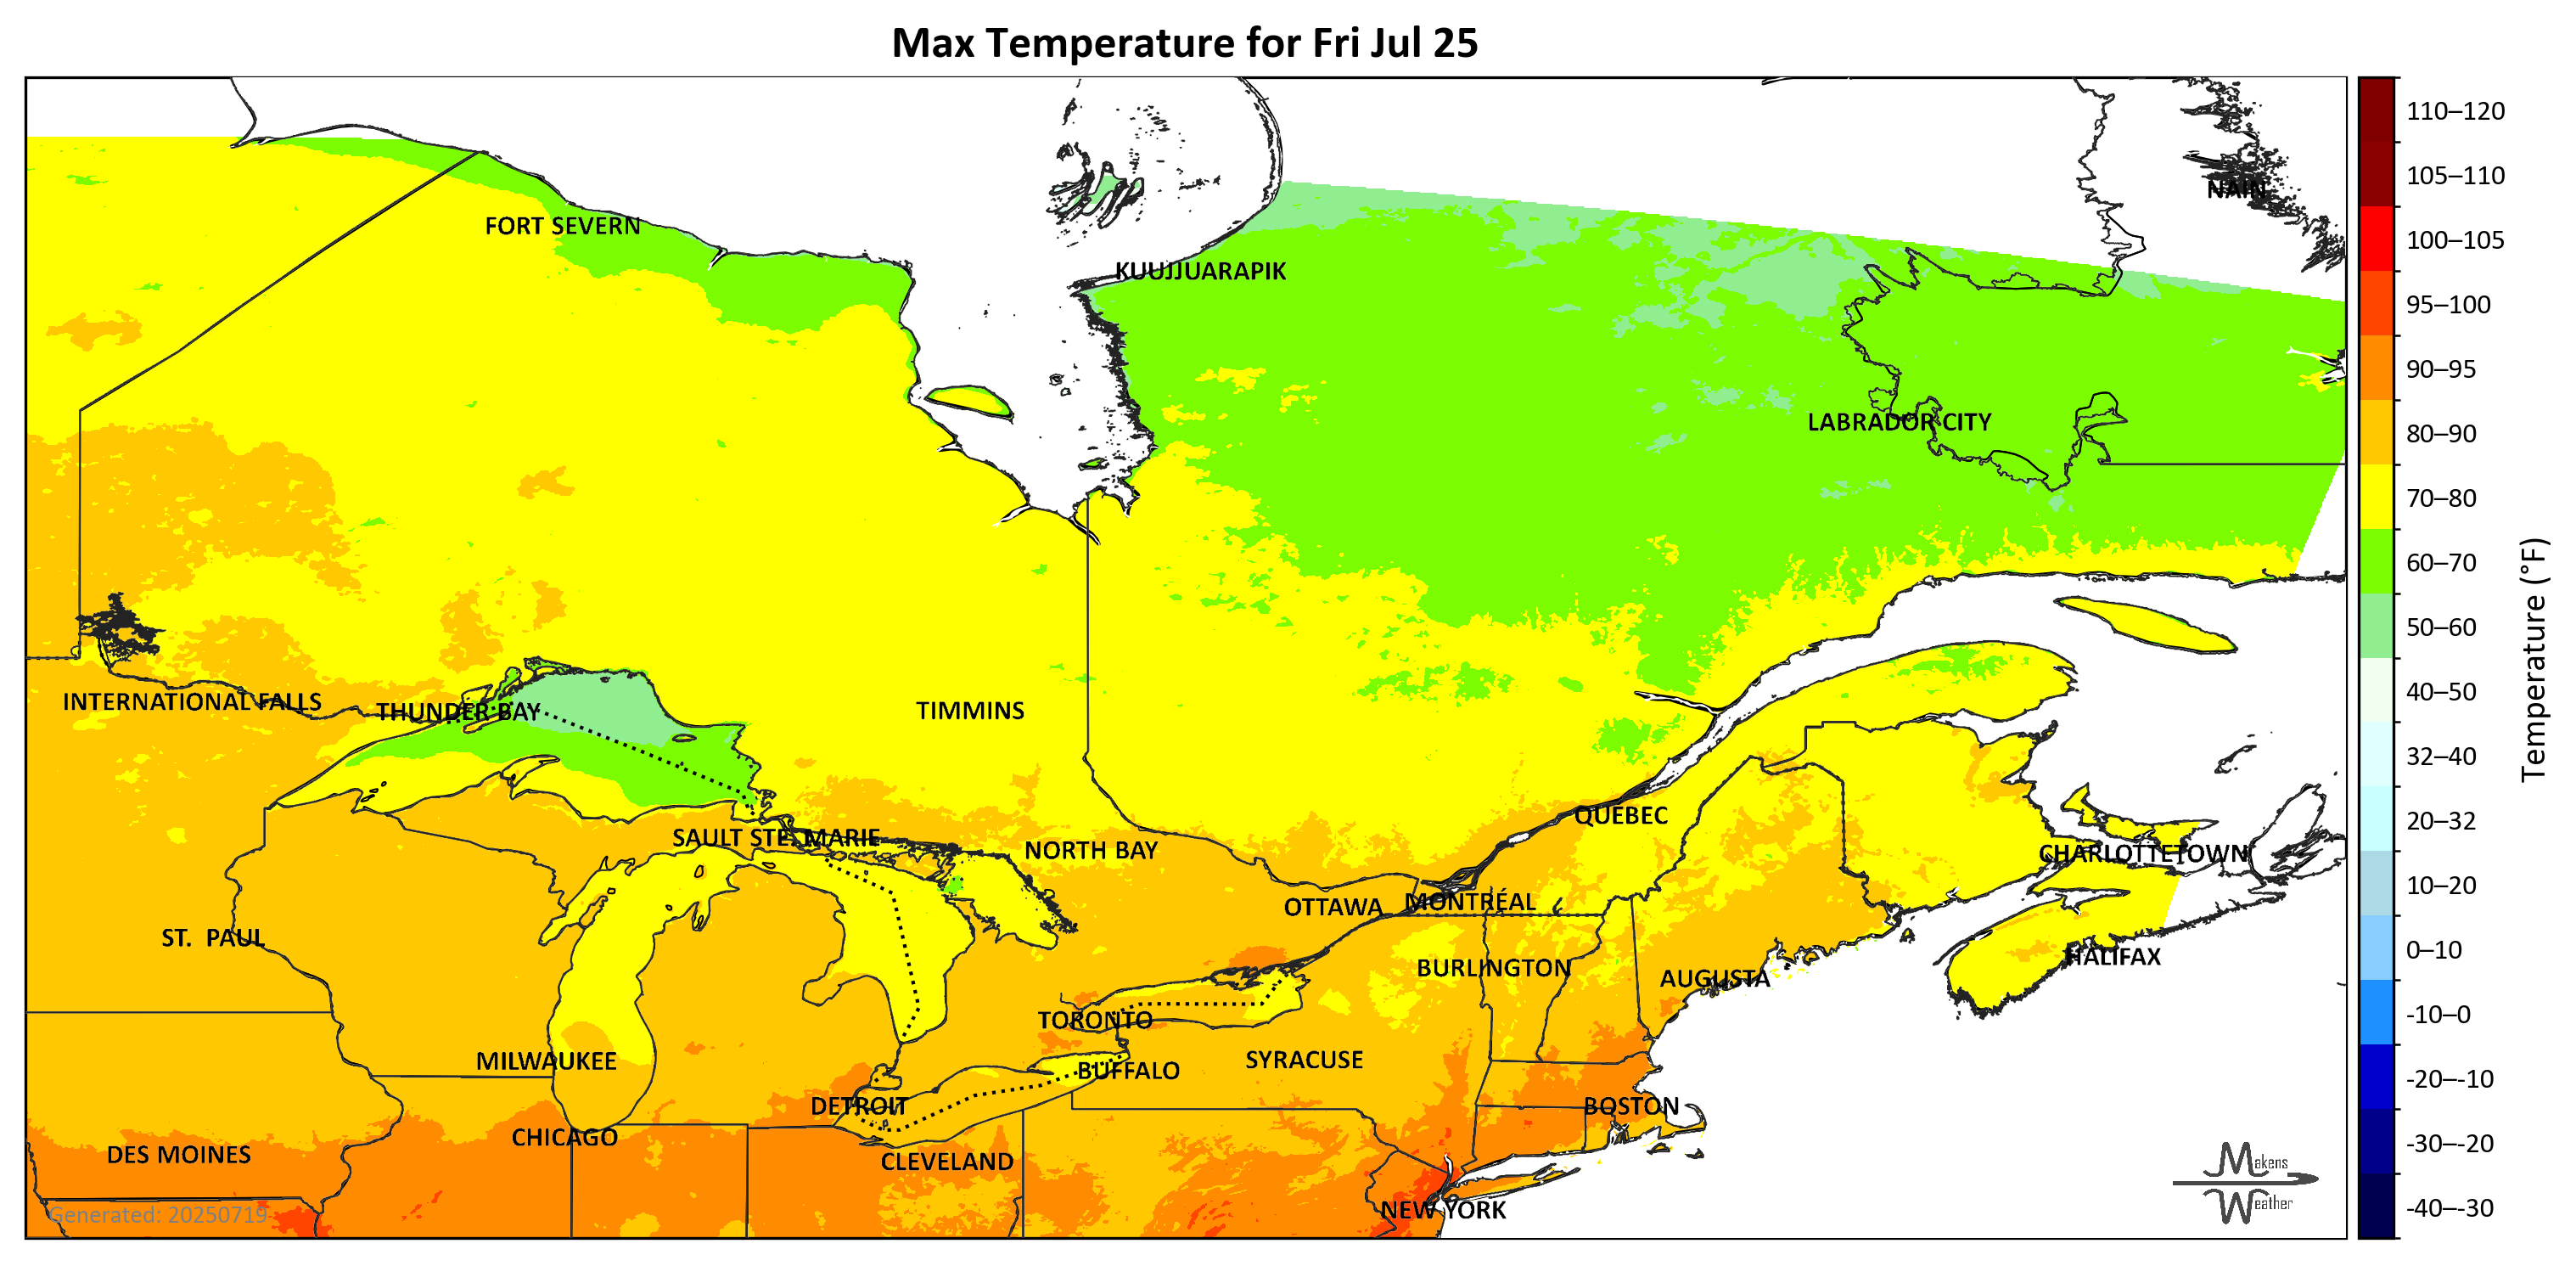 Max Temperature for Fri Jul 25
110–120
105–110
NAIN
FORT SEVERN
100–105
KUUJJUARAPIK
95–100
90–95
LABRADOR CITY
80–90
70–80
60–70
50–60
Temperature (°F)
40–50
INTERNATIONAL FALLS
THUNDER BAY
TIMMINS
32–40
QUEBEC
20–32
SAULT STE. MARIE
NORTH BAY
CHARLOTTETOWN
10–20
OTTAWA
MONTRÉAL
ST.  PAUL
0–10
HALIFAX
BURLINGTON
AUGUSTA
-10–0
TORONTO
MILWAUKEE
SYRACUSE
BUFFALO
-20–-10
DETROIT
BOSTON
CHICAGO
-30–-20
DES MOINES
CLEVELAND
Makens
Weather
-40–-30
NEW YORK
Generated: 20250719